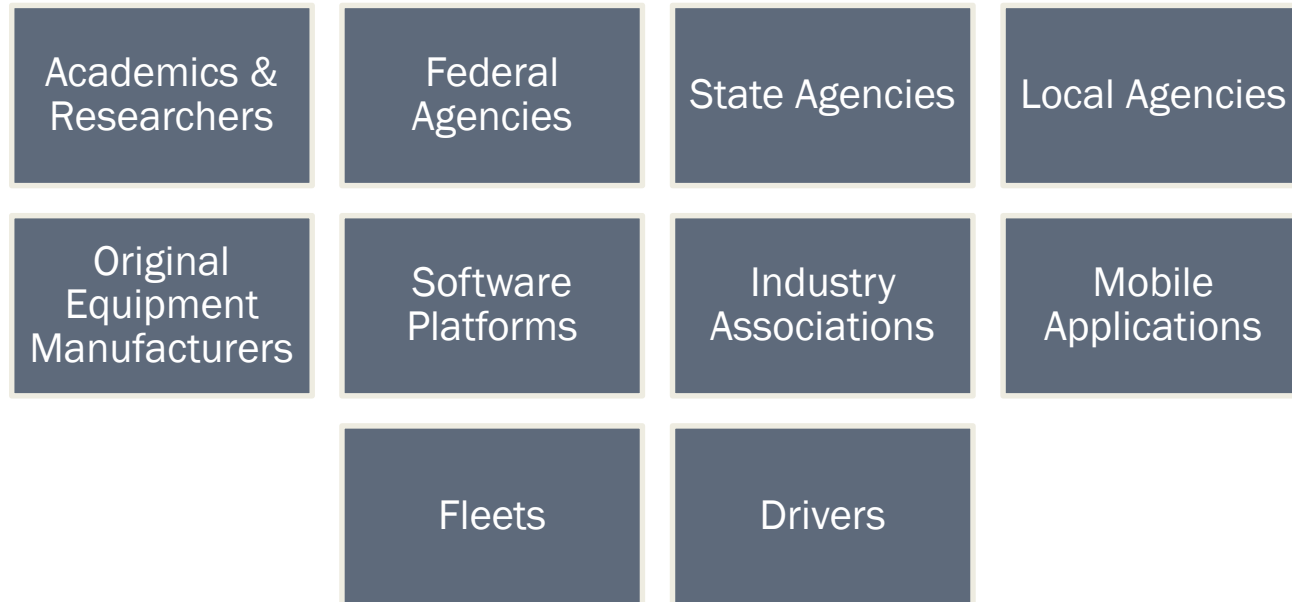 Academics &
Researchers
Federal
Agencies
State Agencies
Local Agencies
Original
Equipment
Manufacturers
Software
Platforms
Industry
Associations
Mobile
Applications
Fleets
Drivers